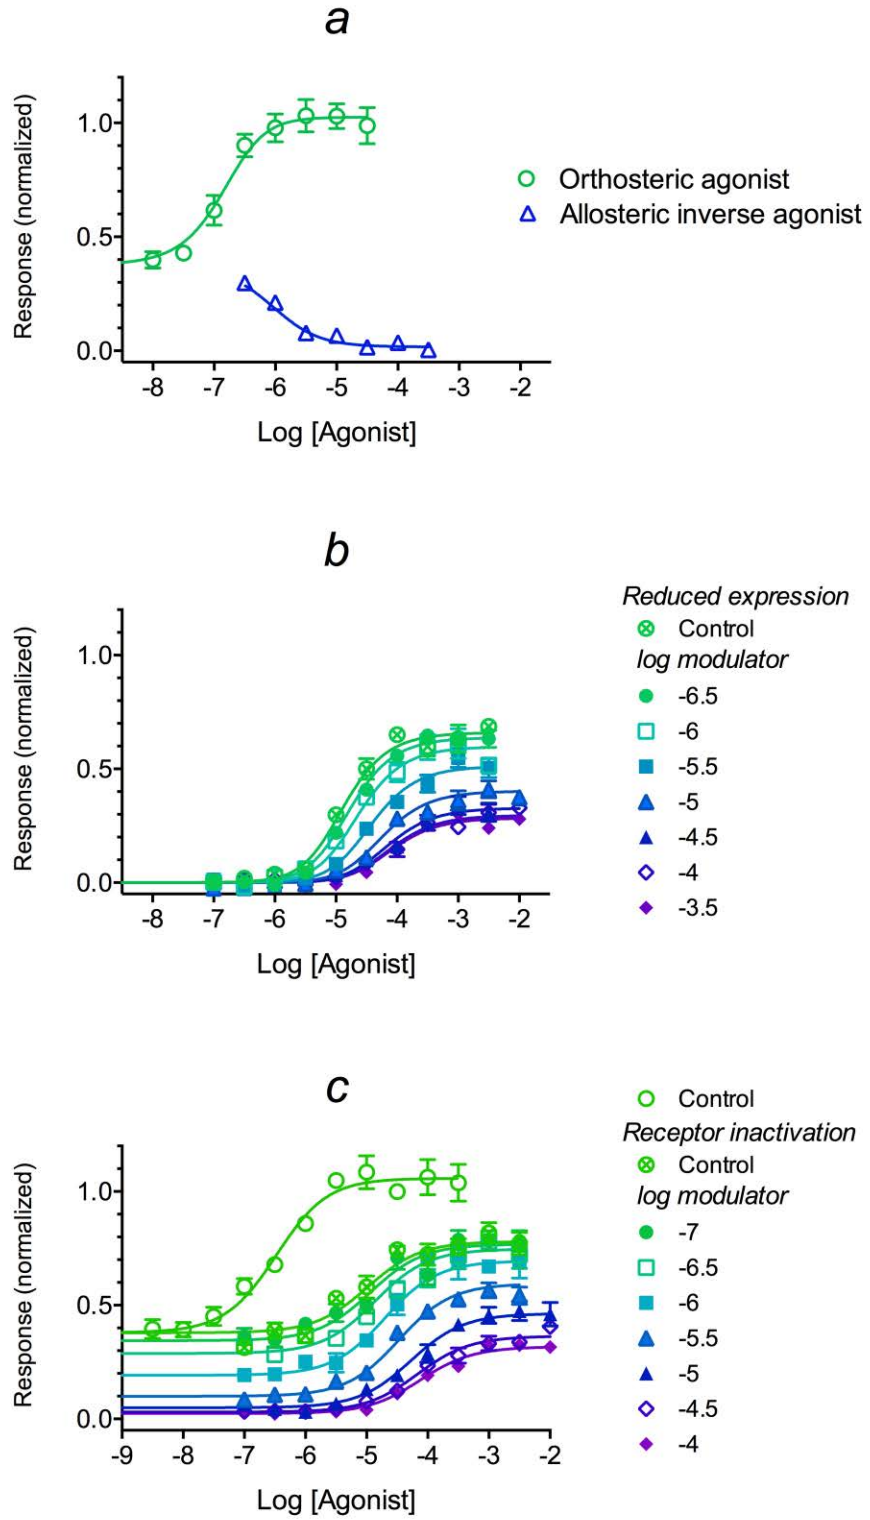 a
Response (normalized)
1.0
0.5
0.0
-8 -7 -6 -5 -4 -3 -2
Log [Agonist]
Orthosteric agonist
Allosteric inverse agonist
b
Response (normalized)
1.0
0.5
0.0
-8 -7 -6 -5 -4 -3 -2
Log [Agonist]
Reduced expression
Control
log modulator
-6.5
-6
-5.5
-5
-4.5
-4
-3.5
c
Response (normalized)
1.0
0.5
0.0
-9 -8 -7 -6 -5 -4 -3 -2
Log [Agonist]
Control
Receptor inactivation
Control
log modulator
-7
-6.5
-6
-5.5
-5
-4.5
-4